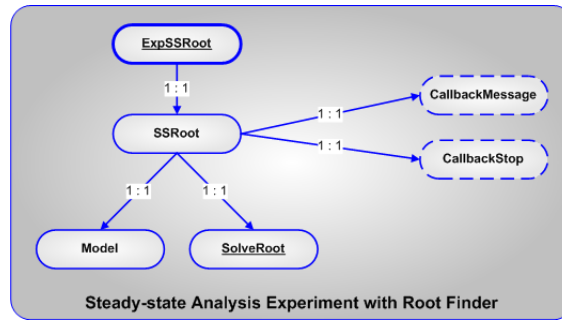 ExpSSRoot
1 : 1
CallbackMessage
1 : 1
SSRoot
1 : 1
CallbackStop
1 : 1
1 : 1
Model
SolveRoot
Steady-state Analysis Experiment with Root Finder